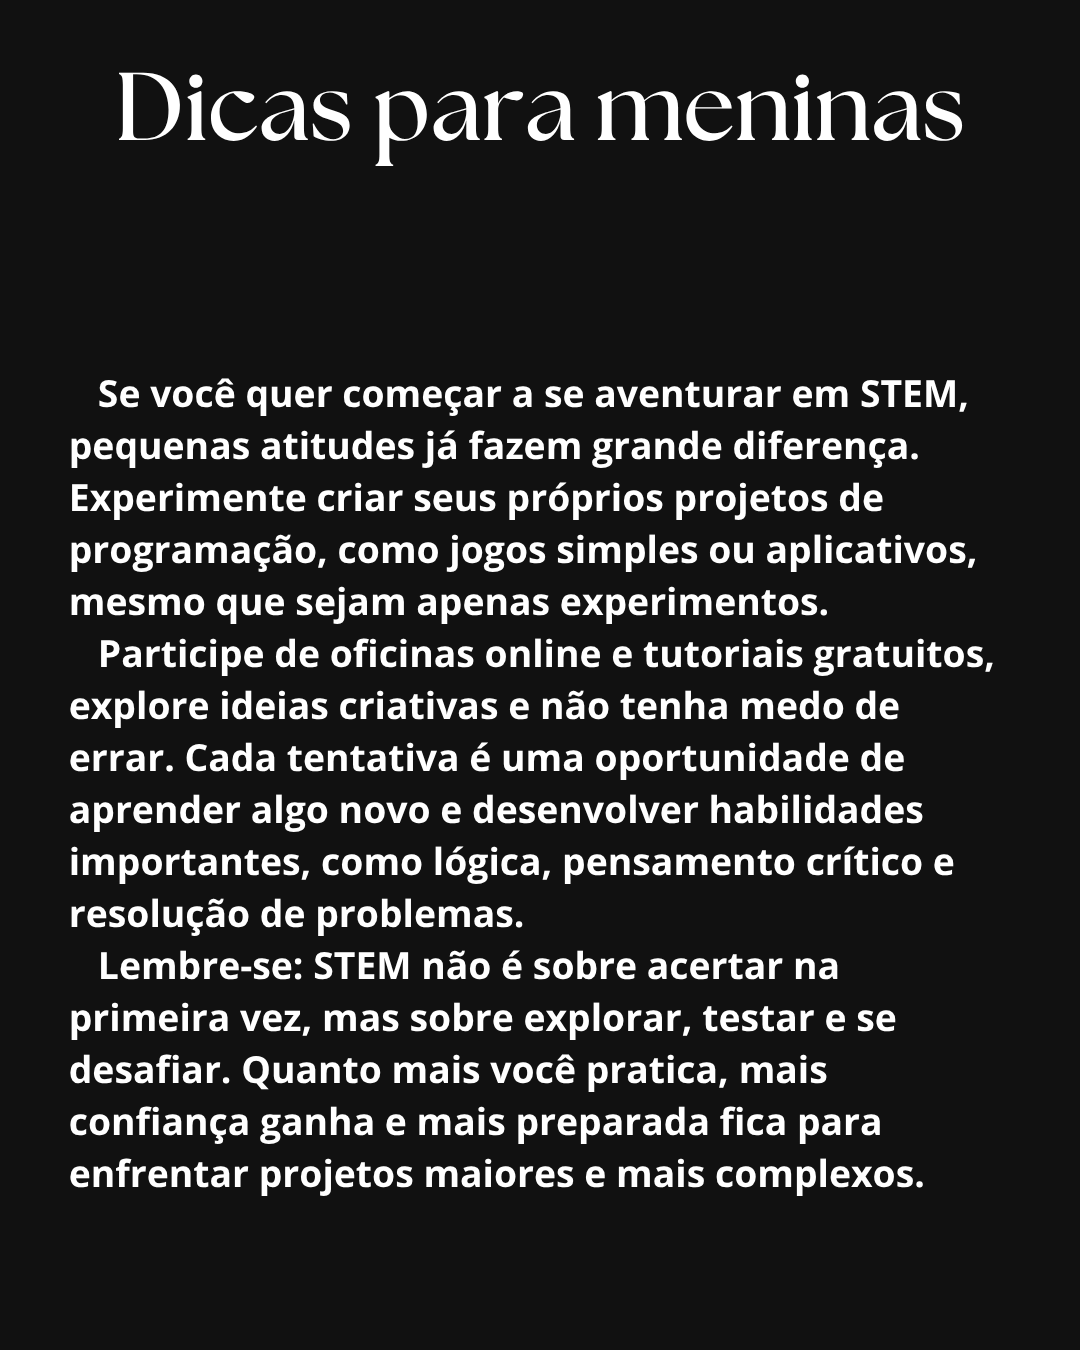 Dicas para meninas
Se você quer começar a se aventurar em STEM,
pequenas atitudes já fazem grande diferença.
Experimente criar seus próprios projetos de
programação, como jogos simples ou aplicativos,
mesmo que sejam apenas experimentos.
Participe de oficinas online e tutoriais gratuitos,
explore ideias criativas e não tenha medo de
errar. Cada tentativa é uma oportunidade de
aprender algo novo e desenvolver habilidades
importantes, como lógica, pensamento crítico e
resolução de problemas.
Lembre-se: STEM não é sobre acertar na
primeira vez, mas sobre explorar, testar e se
desafiar. Quanto mais você pratica, mais
confiança ganha e mais preparada fica para
enfrentar projetos maiores e mais complexos.